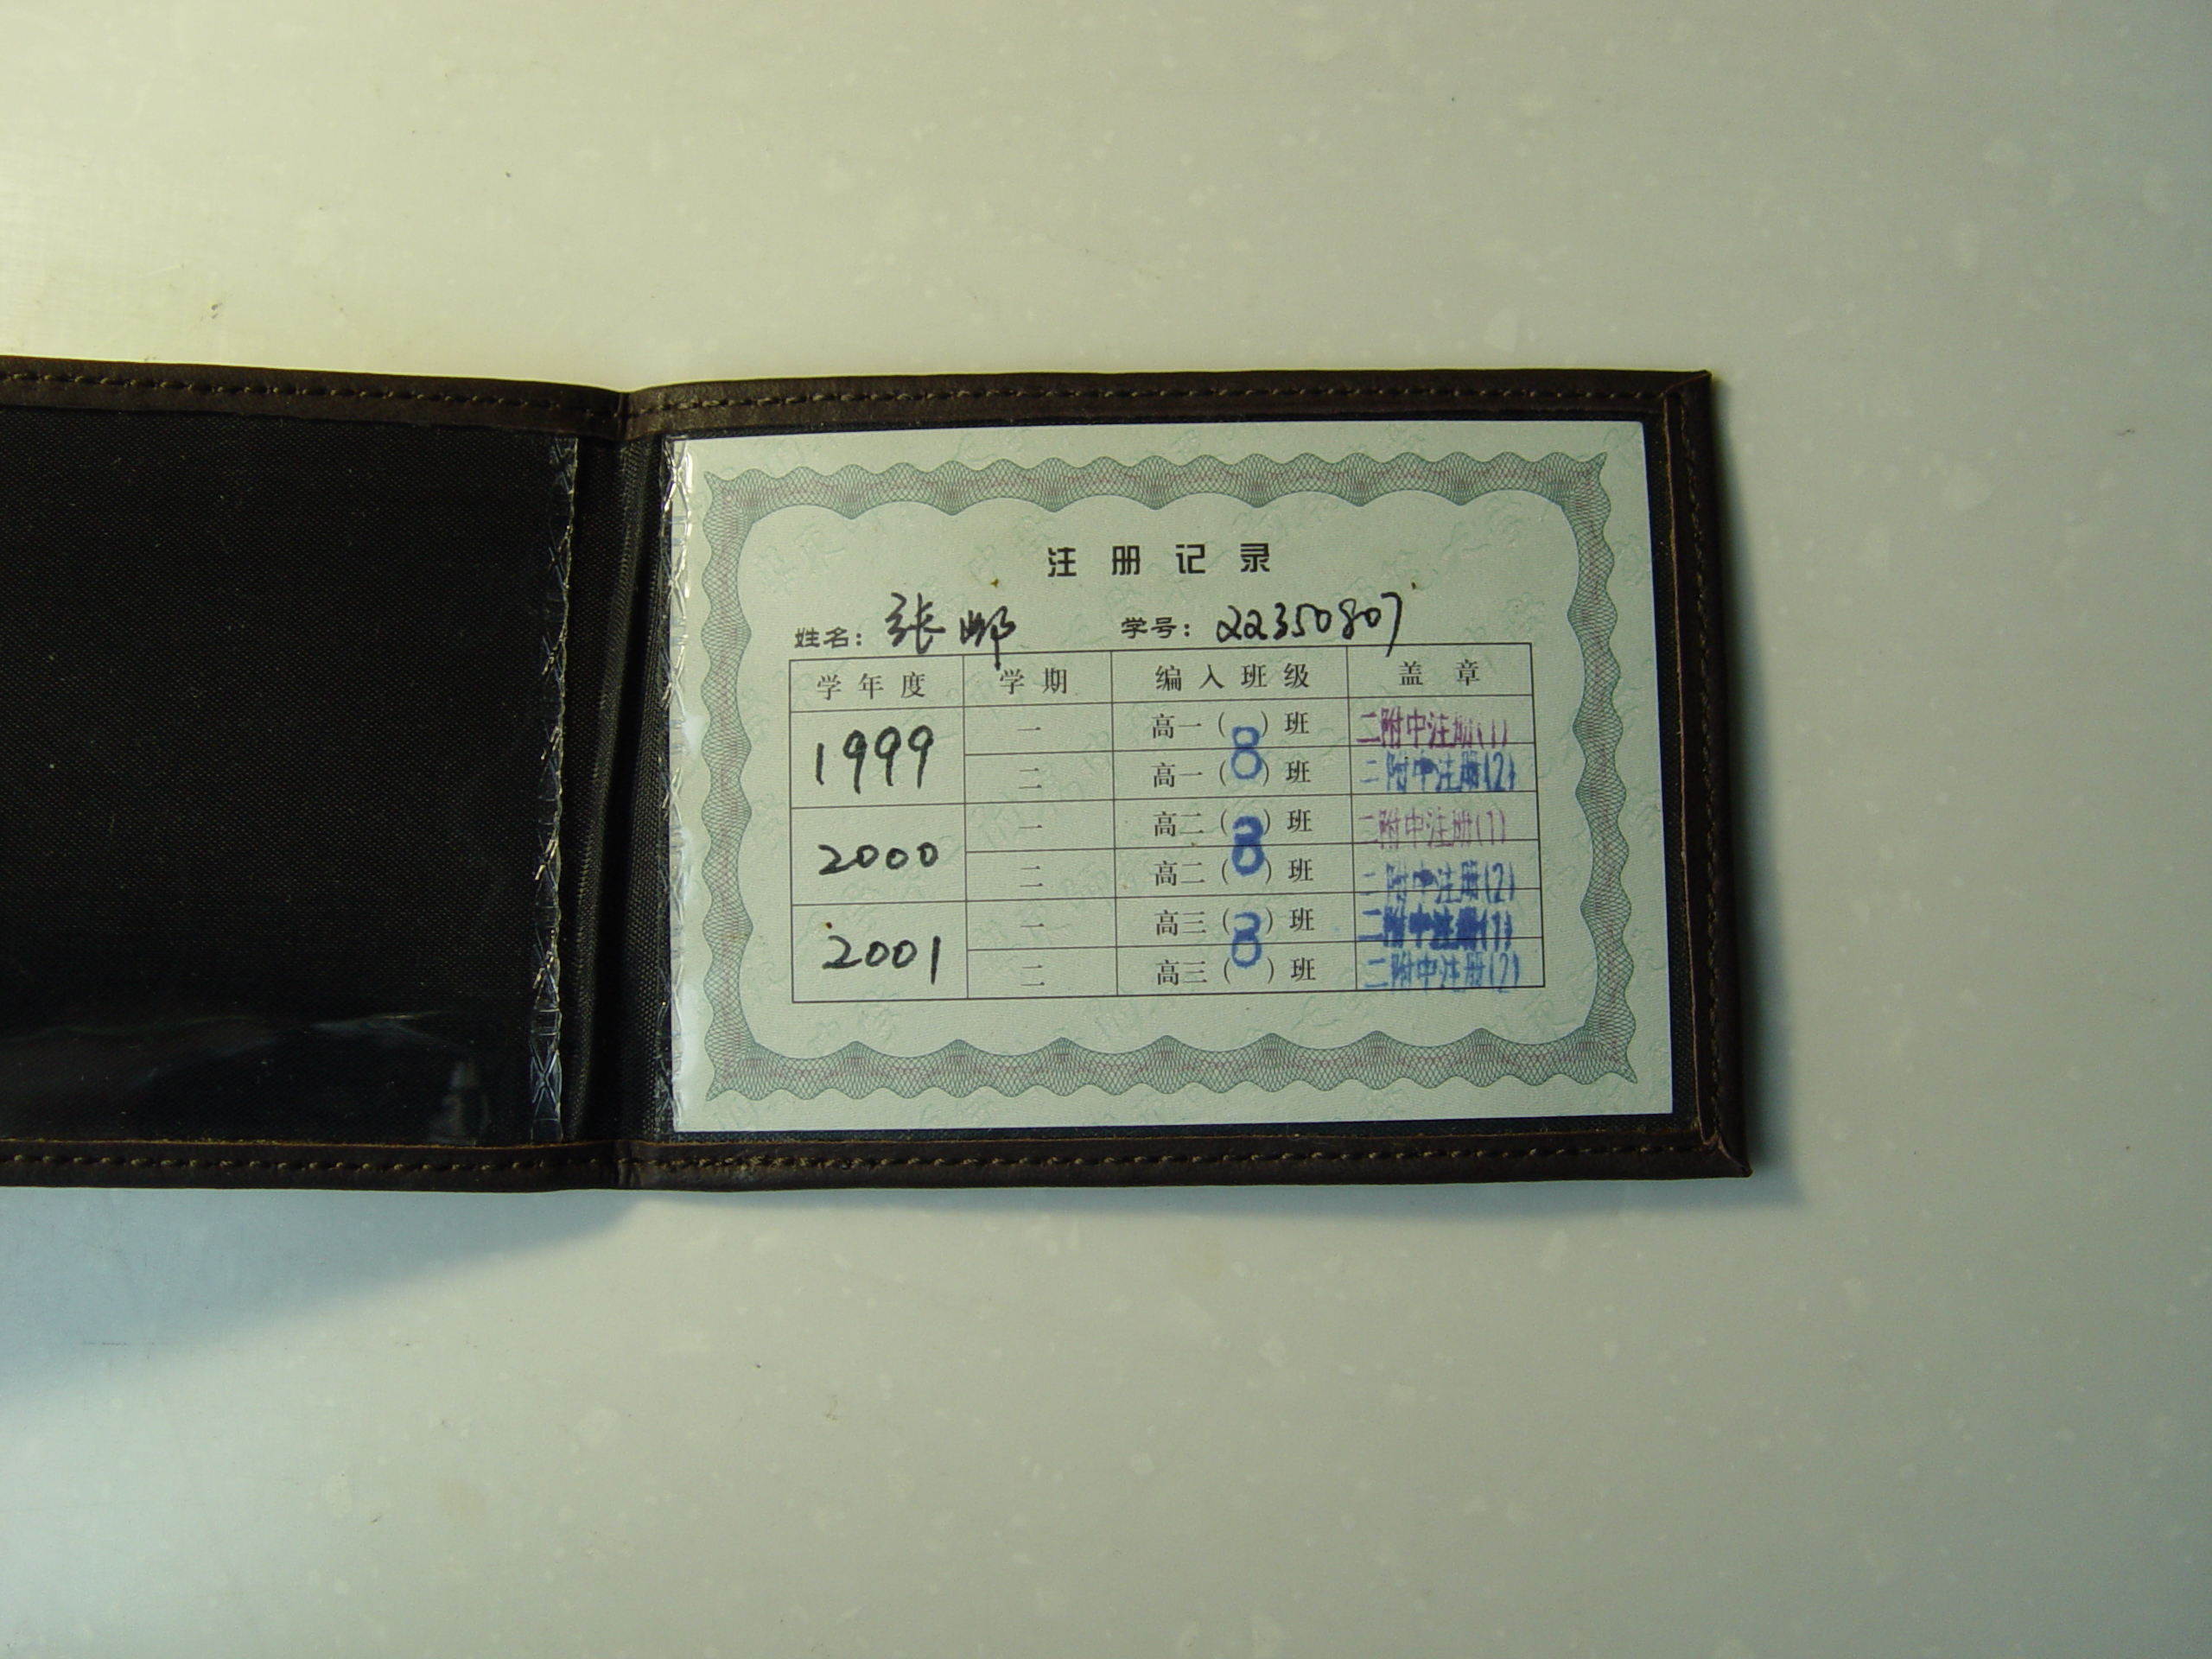 注册记录
姓名：张邮 学号：22350807
学年度 学期 编入班级 盖章
1999 一 高一（8）班 二附中注册(1)
二 高一（ ）班 二附中注册(2)
2000 一 高二（8）班 二附中注册(1)
二 高二（ ）班 二附中注册(2)
2001 一 高三（8）班 二附中注册(1)
二 高三（ ）班 二附中注册(2)